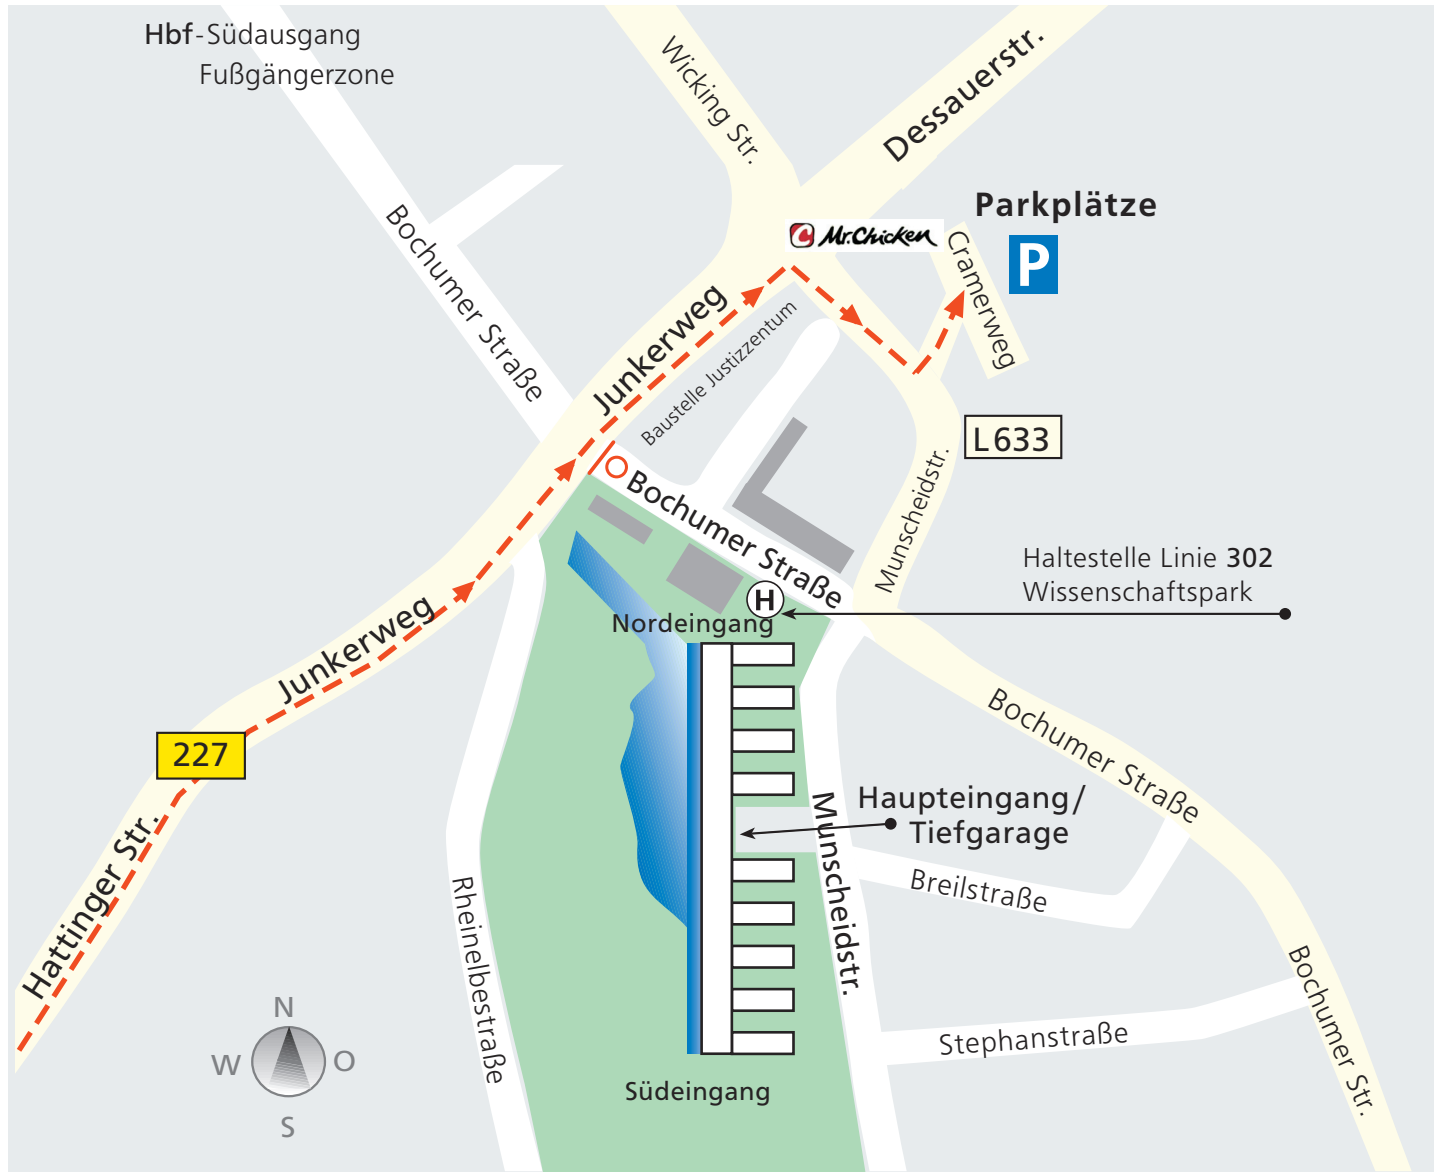 Hbf-Südausgang
Fußgängerzone
Wicking Str.
Dessauerstr.
Parkplätze
P
Mr.Chicken
Cramerweg
Bochumer Straße
Junkerweg
Baustelle Justizzentum
L633
Bochumer Straße
Munscheidstr.
Haltestelle Linie 302
Wissenschaftspark
H
Nordeingang
Junkerweg
227
Bochumer Straße
Haupteingang/
Tiefgarage
Munscheidstr.
Hattinger Str.
Breilstraße
Rheinelbestraße
Bochumer Str.
Stephanstraße
N
W
O
S
Südeingang